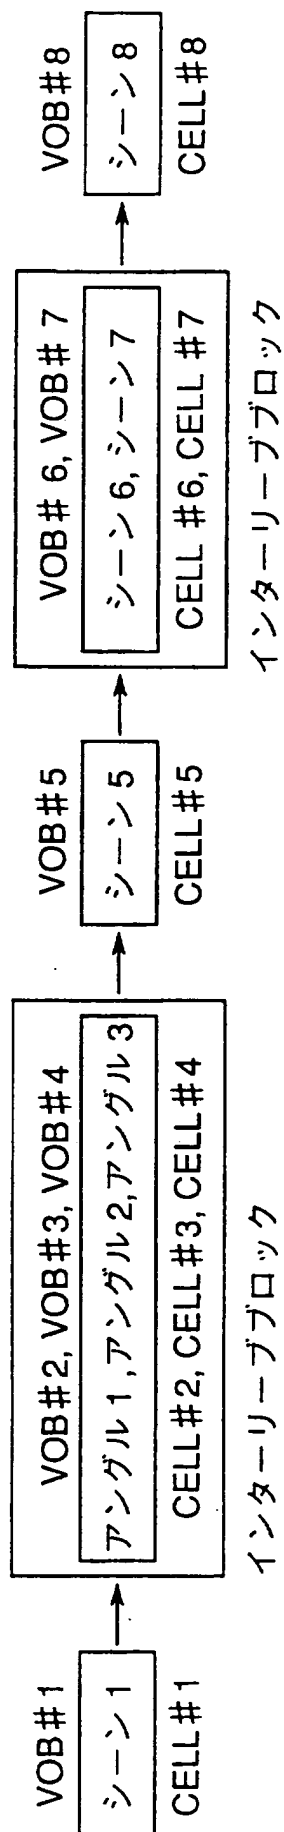 VOB#1
シーン1
CELL#1
VOB#2, VOB#3, VOB#4
アングル1,アングル2,アングル3
CELL#2, CELL#3, CELL#4
インターリーブブロック
VOB#5
シーン5
CELL#5
VOB# 6, VOB# 7
シーン6, シーン7
CELL #6, CELL #7
インターリーブブロック
VOB#8
シーン8
CELL#8